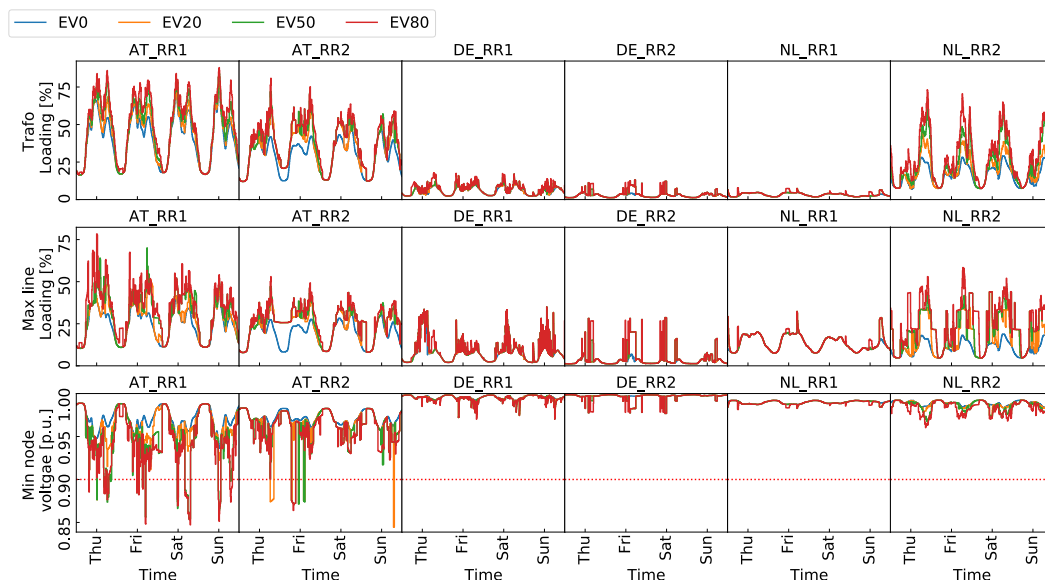 EV0 EV20 EV50 EV80
AT_RR1 AT_RR2 DE_RR1 DE_RR2 NL_RR1 NL_RR2
Trafo
Loading [%]
75
50
25
0
AT_RR1 AT_RR2 DE_RR1 DE_RR2 NL_RR1 NL_RR2
Max line
Loading [%]
75
50
25
0
AT_RR1 AT_RR2 DE_RR1 DE_RR2 NL_RR1 NL_RR2
Min node
voltgae [p.u.]
1.00
0.95
0.90
0.85
Thu Fri Sat Sun Thu Fri Sat Sun Thu Fri Sat Sun Thu Fri Sat Sun Thu Fri Sat Sun Thu Fri Sat Sun
Time Time Time Time Time Time